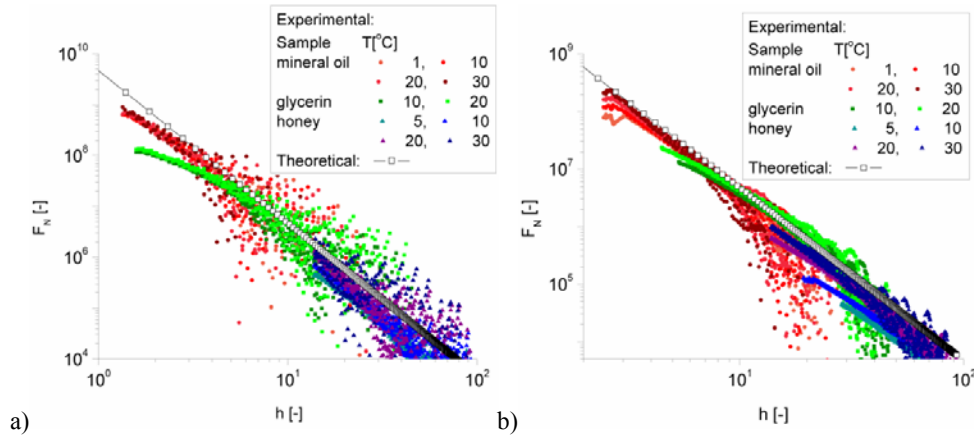 Experimental:
Sample T[°C]
mineral oil 1, 10
20, 30
glycerin 10, 20
honey 5, 10
20, 30
Theoretical:
10^10
10^8
10^6
10^4
F_N [-]
10^0 10^1 10^2
h [-]
a)
Experimental:
Sample T[°C]
mineral oil 1, 10
20, 30
glycerin 10, 20
honey 5, 10
20, 30
Theoretical:
10^9
10^7
10^5
F_N [-]
10^1 10^2
h [-]
b)